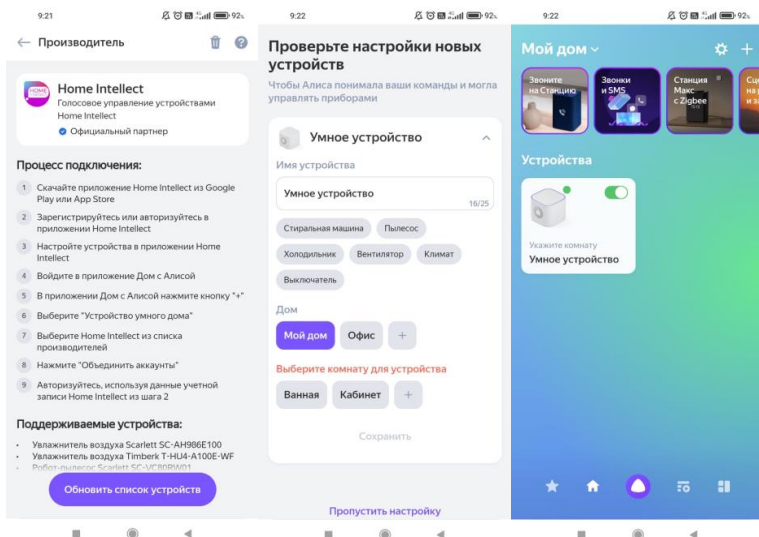 9:21
92%
Производитель
Home Intellect
Голосовое управление устройствами
Home Intellect
Официальный партнер
Процесс подключения:
1 Скачайте приложение Home Intellect из Google
Play или App Store
2 Зарегистрируйтесь или авторизуйтесь в
приложении Home Intellect
3 Настройте устройства в приложении Home
Intellect
4 Войдите в приложение Дом с Алисой
5 В приложении Дом с Алисой нажмите кнопку "+"
6 Выберите "Устройство умного дома"
7 Выберите Home Intellect из списка
производителей
8 Нажмите "Объединить аккаунты"
9 Авторизуйтесь, используя данные учетной
записи Home Intellect из шага 2
Поддерживаемые устройства:
• Увлажнитель воздуха Scarlett SC-AH986E100
• Увлажнитель воздуха Timberk T-HU4-A100E-WF
• Робот-пылесос Scarlett SC-VC80RW01
Обновить список устройств
9:22
92%
Проверьте настройки новых
устройств
Чтобы Алиса понимала ваши команды и могла
управлять приборами
Умное устройство
Имя устройства
Умное устройство
16/25
Стиральная машина Пылесос
Холодильник Вентилятор Климат
Выключатель
Дом
Мой дом Офис +
Выберите комнату для устройства
Ванная Кабинет +
Сохранить
Пропустить настройку
9:22
92%
Мой дом
Звоните
на Станцию
Звонки
и SMS
Станция
Макс
с Zigbee
Устройства
Укажите комнату
Умное устройство